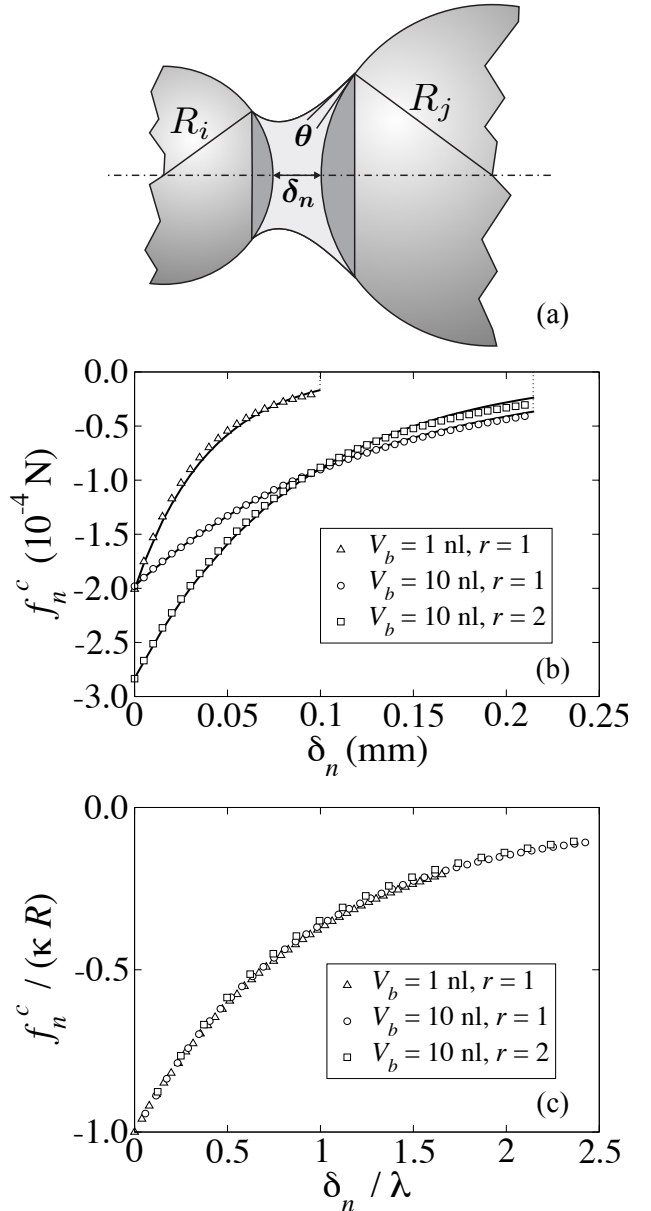 R_i
R_j
θ
δ_n
(a)
0.0
-0.5
-1.0
-1.5
-2.0
-2.5
-3.0
f_n^c (10^-4 N)
V_b = 1 nl, r = 1
V_b = 10 nl, r = 1
V_b = 10 nl, r = 2
(b)
0 0.05 0.1 0.15 0.2 0.25
δ_n (mm)
0.0
-0.5
-1.0
f_n^c / (κ R)
V_b = 1 nl, r = 1
V_b = 10 nl, r = 1
V_b = 10 nl, r = 2
(c)
0 0.5 1 1.5 2 2.5
δ_n / λ